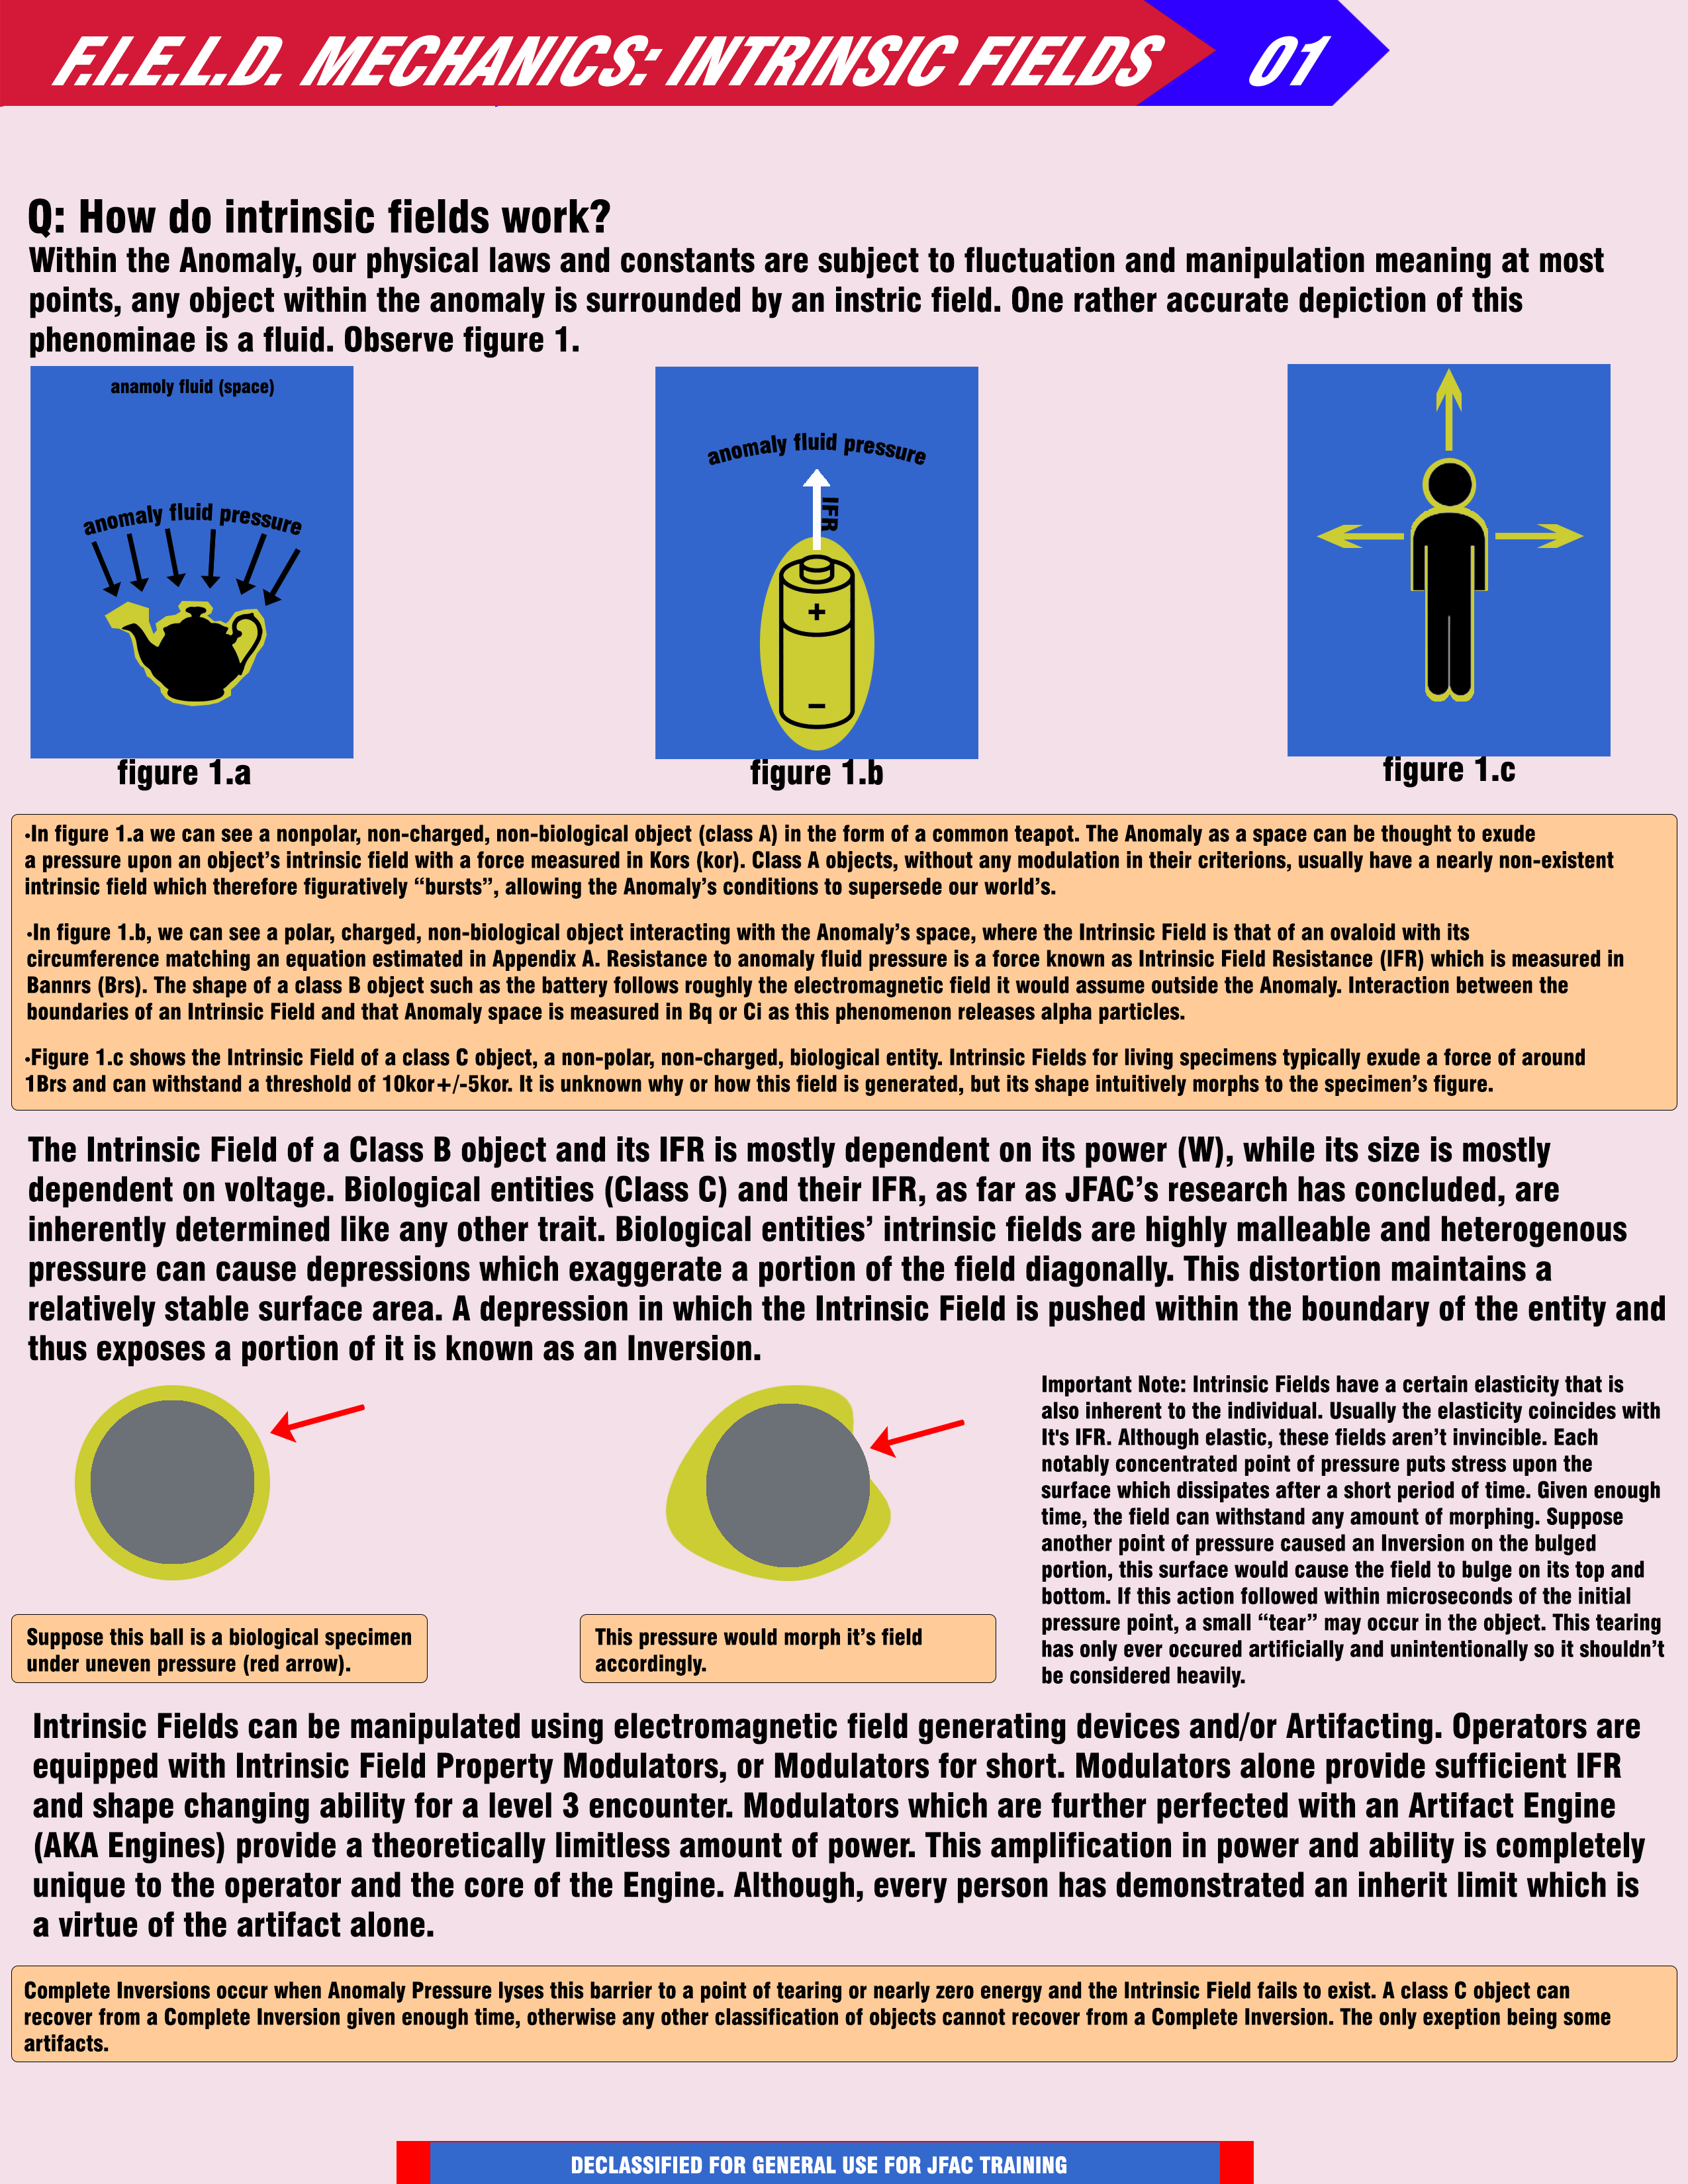 F.I.E.L.D. MECHANICS: INTRINSIC FIELDS 01
Q: How do intrinsic fields work?
Within the Anomaly, our physical laws and constants are subject to fluctuation and manipulation meaning at most
points, any object within the anomaly is surrounded by an instric field. One rather accurate depiction of this
phenominae is a fluid. Observe figure 1.
anamoly fluid (space)
anomaly fluid pressure
figure 1.a
anomaly fluid pressure
IFR
+
−
figure 1.b
figure 1.c
·In figure 1.a we can see a nonpolar, non-charged, non-biological object (class A) in the form of a common teapot. The Anomaly as a space can be thought to exude
a pressure upon an object's intrinsic field with a force measured in Kors (kor). Class A objects, without any modulation in their criterions, usually have a nearly non-existent
intrinsic field which therefore figuratively “bursts”, allowing the Anomaly's conditions to supersede our world's.
·In figure 1.b, we can see a polar, charged, non-biological object interacting with the Anomaly's space, where the Intrinsic Field is that of an ovaloid with its
circumference matching an equation estimated in Appendix A. Resistance to anomaly fluid pressure is a force known as Intrinsic Field Resistance (IFR) which is measured in
Bannrs (Brs). The shape of a class B object such as the battery follows roughly the electromagnetic field it would assume outside the Anomaly. Interaction between the
boundaries of an Intrinsic Field and that Anomaly space is measured in Bq or Ci as this phenomenon releases alpha particles.
·Figure 1.c shows the Intrinsic Field of a class C object, a non-polar, non-charged, biological entity. Intrinsic Fields for living specimens typically exude a force of around
1Brs and can withstand a threshold of 10kor+/-5kor. It is unknown why or how this field is generated, but its shape intuitively morphs to the specimen's figure.
The Intrinsic Field of a Class B object and its IFR is mostly dependent on its power (W), while its size is mostly
dependent on voltage. Biological entities (Class C) and their IFR, as far as JFAC's research has concluded, are
inherently determined like any other trait. Biological entities' intrinsic fields are highly malleable and heterogenous
pressure can cause depressions which exaggerate a portion of the field diagonally. This distortion maintains a
relatively stable surface area. A depression in which the Intrinsic Field is pushed within the boundary of the entity and
thus exposes a portion of it is known as an Inversion.
Suppose this ball is a biological specimen
under uneven pressure (red arrow).
This pressure would morph it's field
accordingly.
Important Note: Intrinsic Fields have a certain elasticity that is
also inherent to the individual. Usually the elasticity coincides with
It's IFR. Although elastic, these fields aren't invincible. Each
notably concentrated point of pressure puts stress upon the
surface which dissipates after a short period of time. Given enough
time, the field can withstand any amount of morphing. Suppose
another point of pressure caused an Inversion on the bulged
portion, this surface would cause the field to bulge on its top and
bottom. If this action followed within microseconds of the initial
pressure point, a small “tear” may occur in the object. This tearing
has only ever occured artificially and unintentionally so it shouldn't
be considered heavily.
Intrinsic Fields can be manipulated using electromagnetic field generating devices and/or Artifacting. Operators are
equipped with Intrinsic Field Property Modulators, or Modulators for short. Modulators alone provide sufficient IFR
and shape changing ability for a level 3 encounter. Modulators which are further perfected with an Artifact Engine
(AKA Engines) provide a theoretically limitless amount of power. This amplification in power and ability is completely
unique to the operator and the core of the Engine. Although, every person has demonstrated an inherit limit which is
a virtue of the artifact alone.
Complete Inversions occur when Anomaly Pressure lyses this barrier to a point of tearing or nearly zero energy and the Intrinsic Field fails to exist. A class C object can
recover from a Complete Inversion given enough time, otherwise any other classification of objects cannot recover from a Complete Inversion. The only exeption being some
artifacts.
DECLASSIFIED FOR GENERAL USE FOR JFAC TRAINING